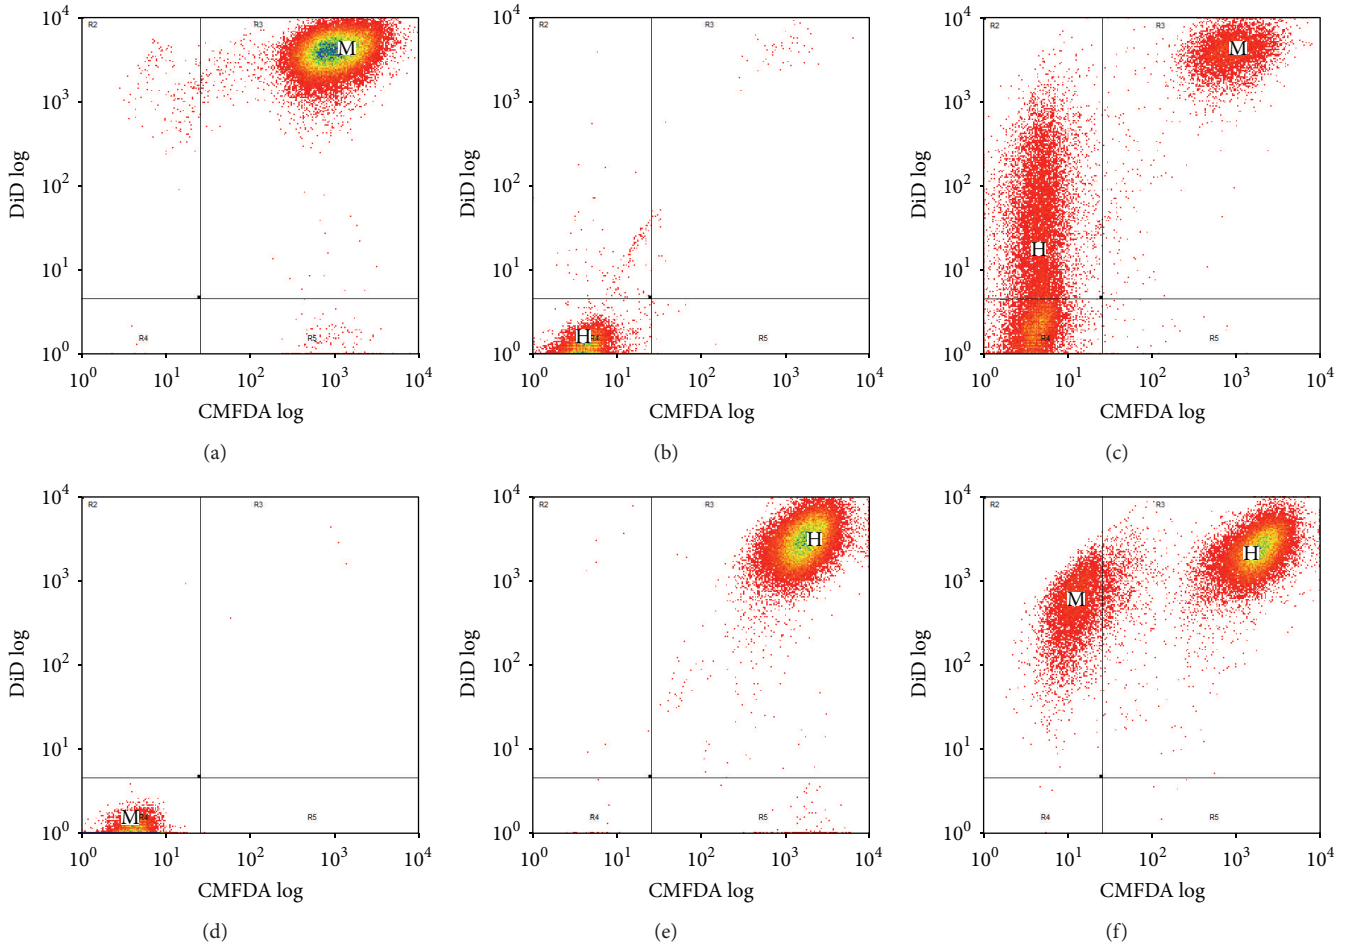 R2 R3 M R4 R5
DiD log
10^4 10^3 10^2 10^1 10^0
10^0 10^1 10^2 10^3 10^4
CMFDA log
(a)
R2 R3 H R4 R5
DiD log
10^4 10^3 10^2 10^1 10^0
10^0 10^1 10^2 10^3 10^4
CMFDA log
(b)
R2 R3 M H R4 R5
DiD log
10^4 10^3 10^2 10^1 10^0
10^0 10^1 10^2 10^3 10^4
CMFDA log
(c)
R2 R3 M R4 R5
DiD log
10^4 10^3 10^2 10^1 10^0
10^0 10^1 10^2 10^3 10^4
CMFDA log
(d)
R2 R3 H R4 R5
DiD log
10^4 10^3 10^2 10^1 10^0
10^0 10^1 10^2 10^3 10^4
CMFDA log
(e)
R2 R3 H M R4 R5
DiD log
10^4 10^3 10^2 10^1 10^0
10^0 10^1 10^2 10^3 10^4
CMFDA log
(f)